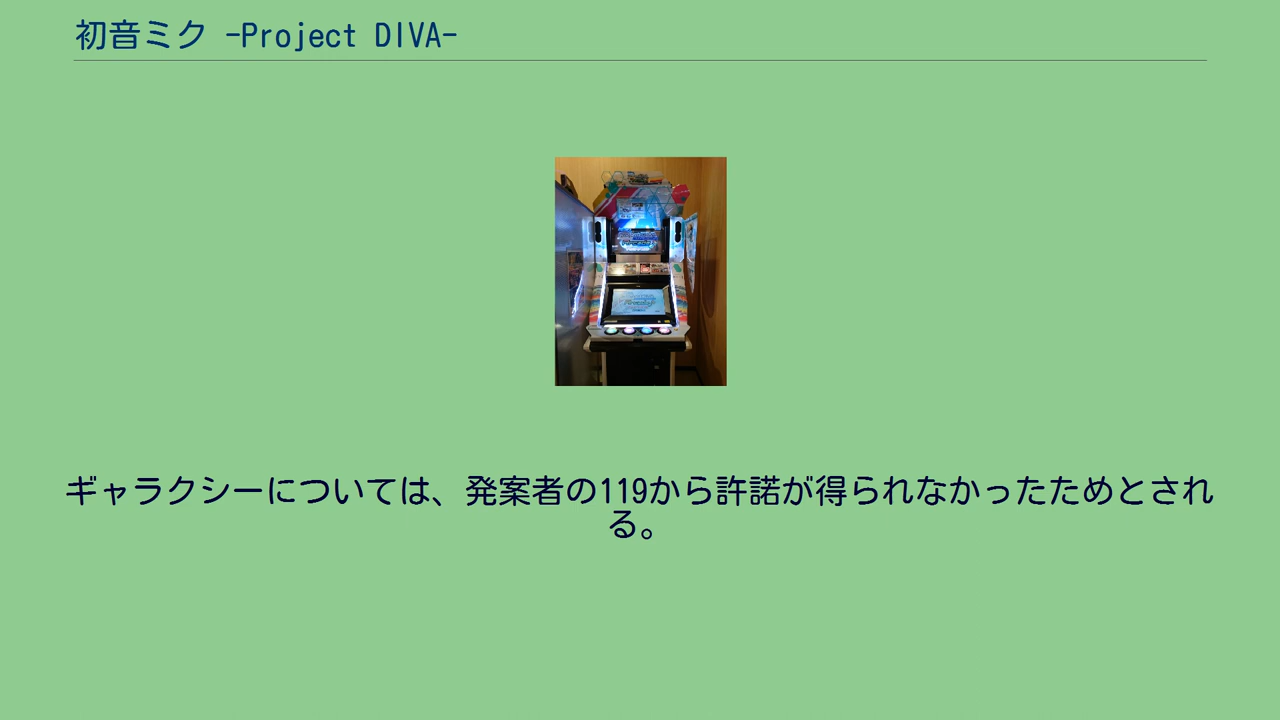 初音ミク -Project DIVA-
ギャラクシーについては、発案者の119から許諾が得られなかったためとされ
る。